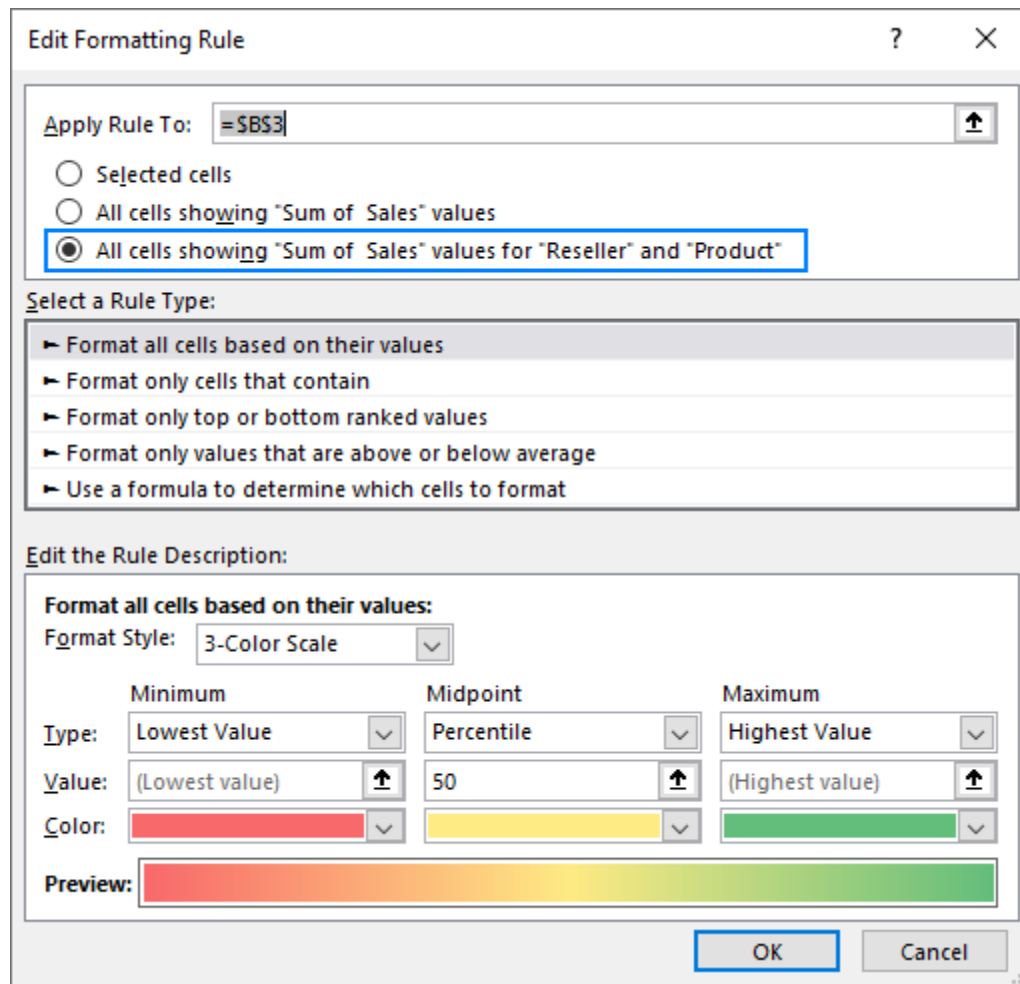 Edit Formatting Rule ?
Apply Rule To: =$B$3
Selected cells
All cells showing "Sum of Sales" values
All cells showing "Sum of Sales" values for "Reseller" and "Product"
Select a Rule Type:
► Format all cells based on their values
► Format only cells that contain
► Format only top or bottom ranked values
► Format only values that are above or below average
► Use a formula to determine which cells to format
Edit the Rule Description:
Format all cells based on their values:
Format Style: 3-Color Scale
Minimum Midpoint Maximum
Type: Lowest Value Percentile Highest Value
Value: (Lowest value) 50 (Highest value)
Color:
Preview:
OK Cancel